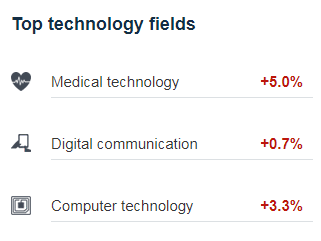 Top technology fields
Medical technology +5.0%
Digital communication +0.7%
Computer technology +3.3%